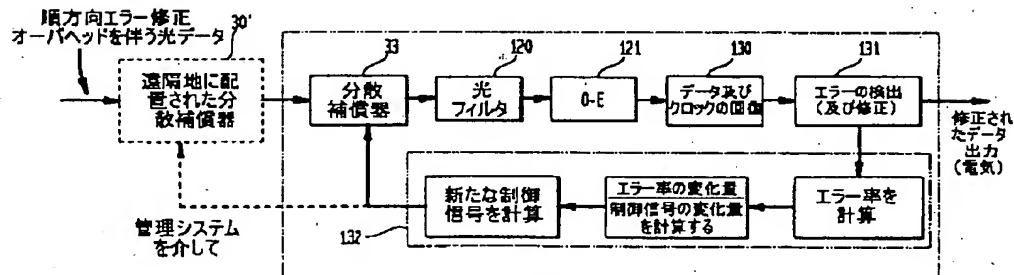 順方向エラー修正
オーバヘッドを伴う光データ
30'
遠隔地に配
置された分
散補償器
33
分散
補償器
120
光
フィルタ
121
O-E
130
データ及び
クロックの回復
131
エラーの検出
(及び修正)
修正され
たデータ
出力
(電気)
新たな制御
信号を計算
エラー率の変化量
制御信号の変化量
を計算する
エラー率を
計算
132
管理システム
を介して